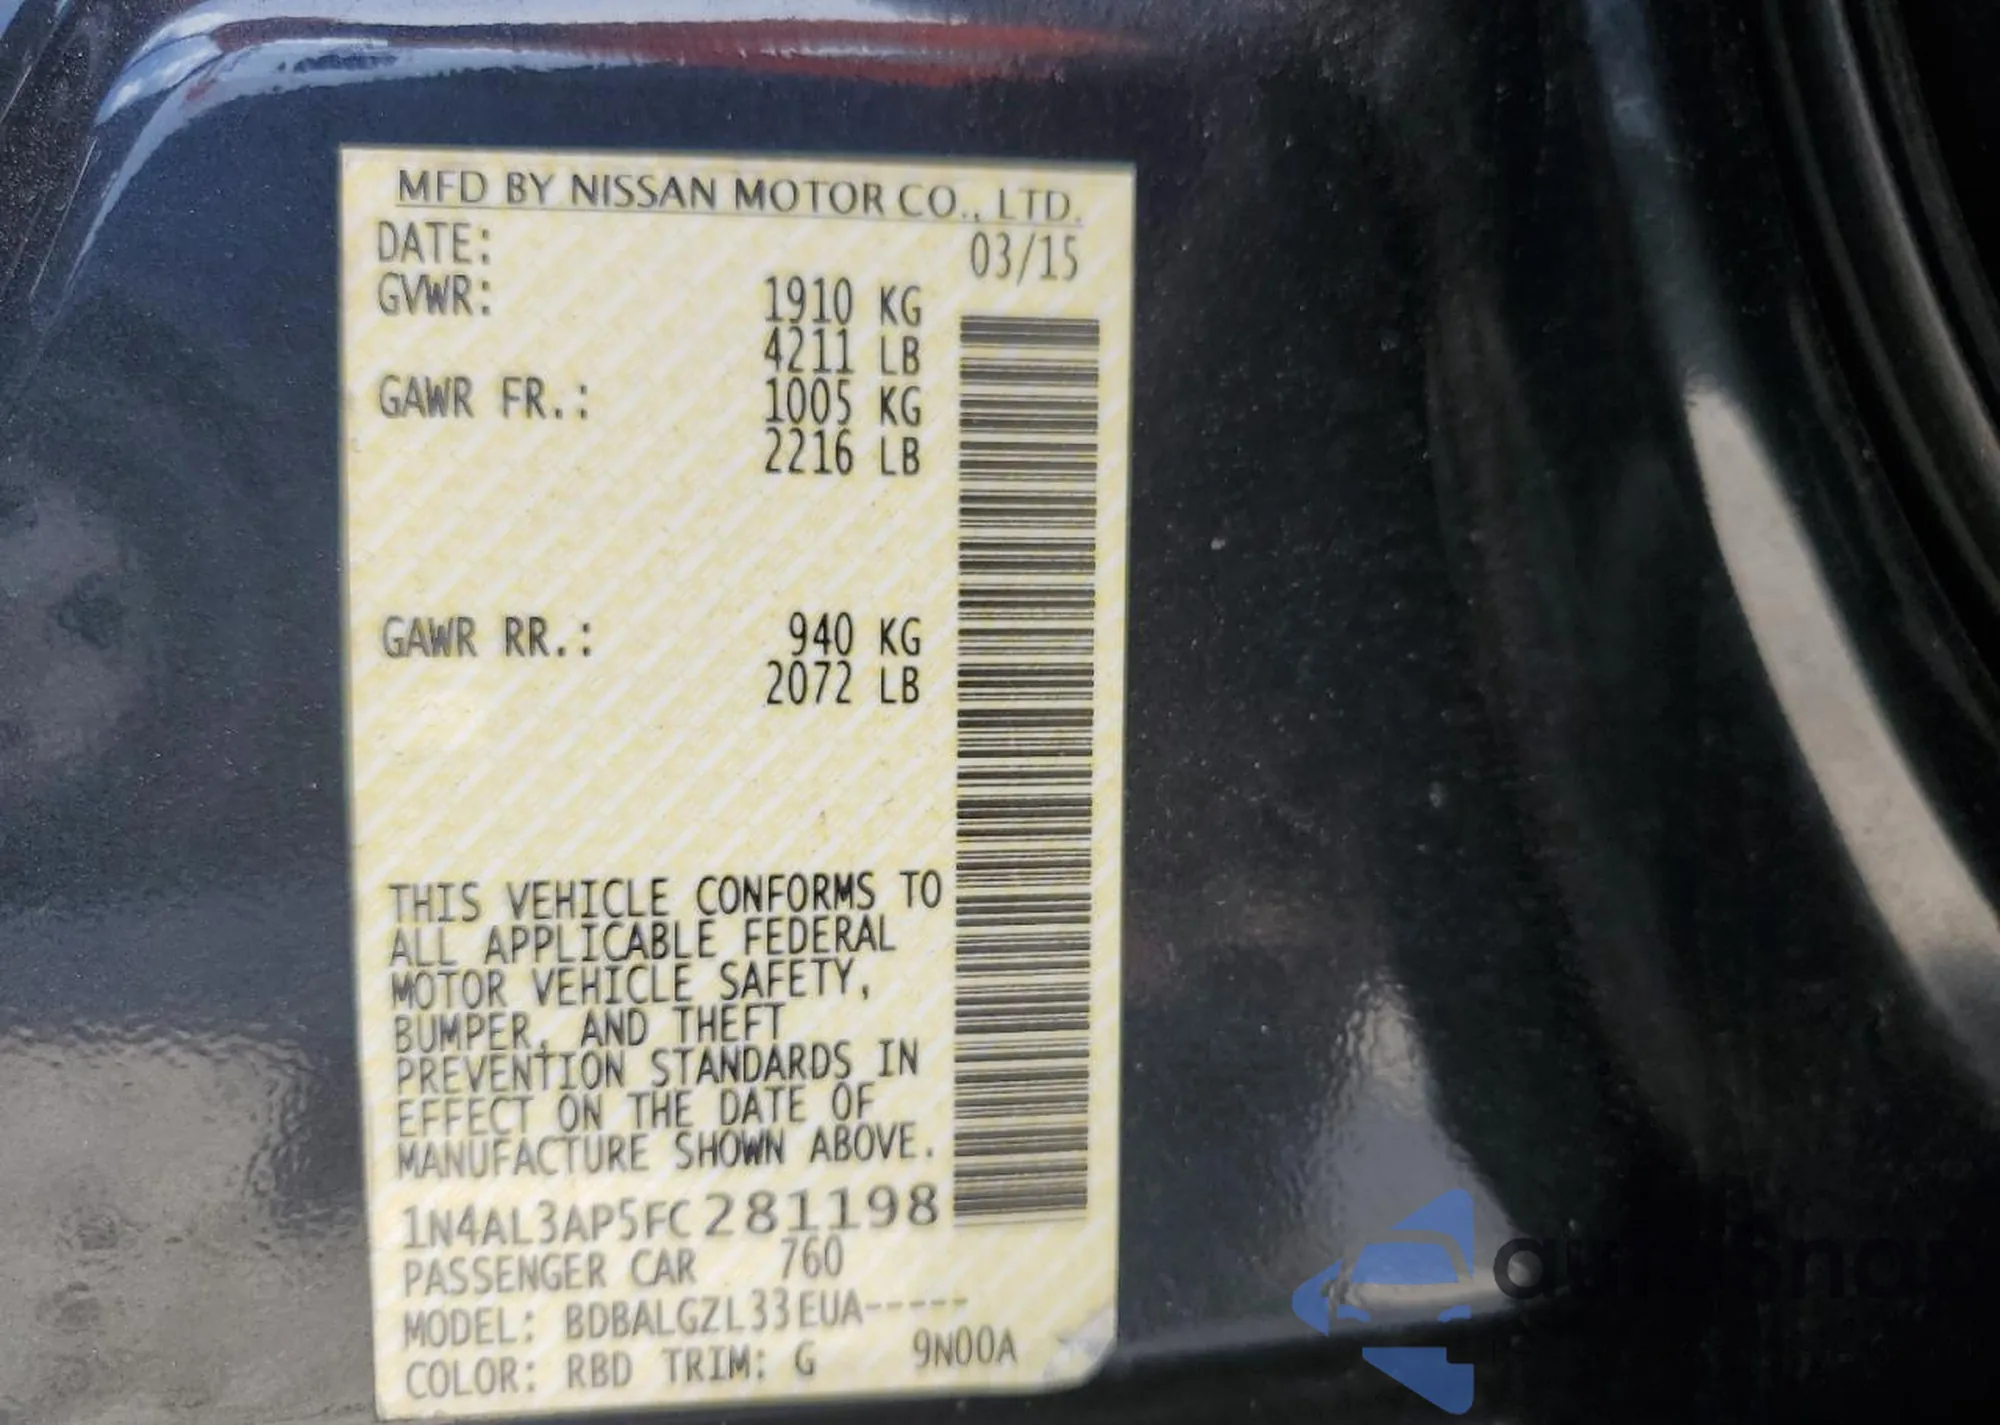 MFD BY NISSAN MOTOR CO., LTD.
DATE: 03/15
GVWR: 1910 KG
4211 LB
GAWR FR.: 1005 KG
2216 LB
GAWR RR.: 940 KG
2072 LB
THIS VEHICLE CONFORMS TO
ALL APPLICABLE FEDERAL
MOTOR VEHICLE SAFETY,
BUMPER, AND THEFT
PREVENTION STANDARDS IN
EFFECT ON THE DATE OF
MANUFACTURE SHOWN ABOVE.
1N4AL3AP5FC281198
PASSENGER CAR 760
MODEL: BDBALGZL33EUA-----
COLOR: RBD TRIM: G 9N00A